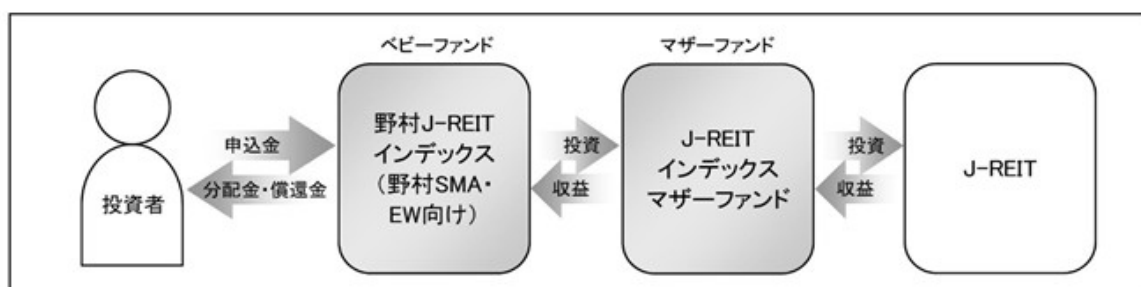 ベビーファンド
マザーファンド
投資者
申込金
分配金・償還金
野村J-REIT
インデックス
(野村SMA・
EW向け)
投資
収益
J-REIT
インデックス
マザーファンド
投資
収益
J-REIT